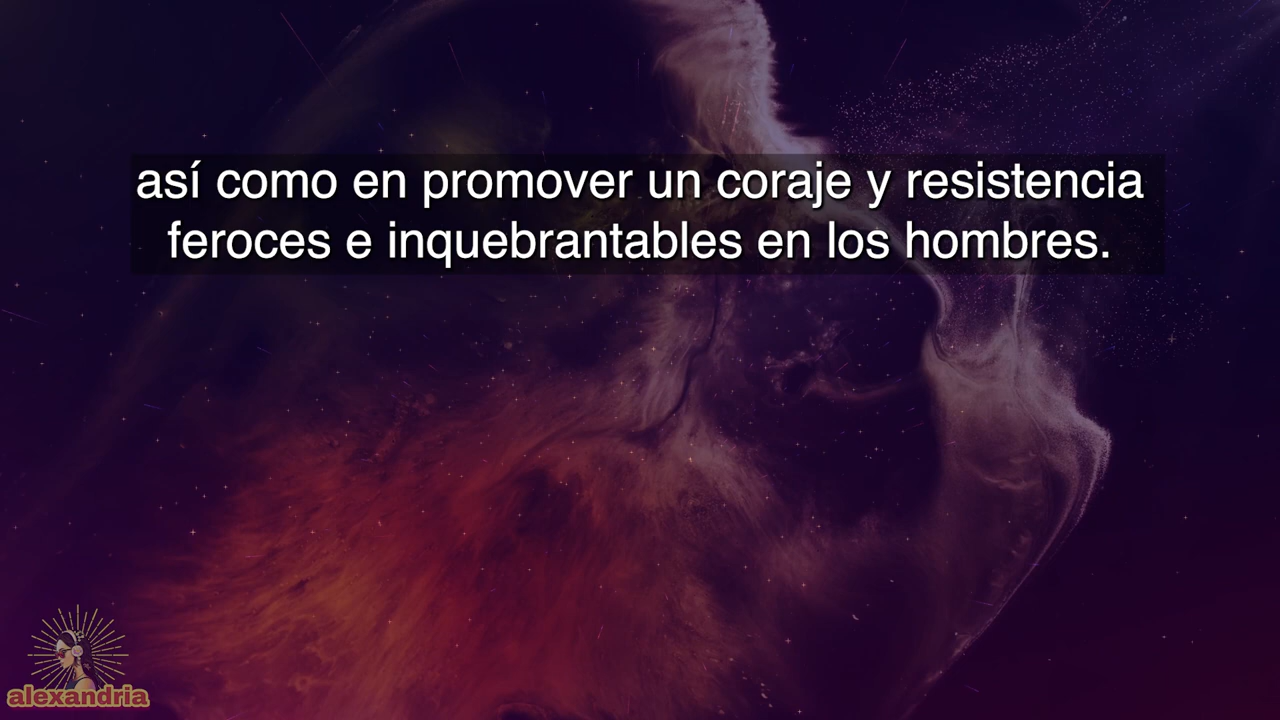 así como en promover un coraje y resistencia
feroces e inquebrantables en los hombres.
alexandria